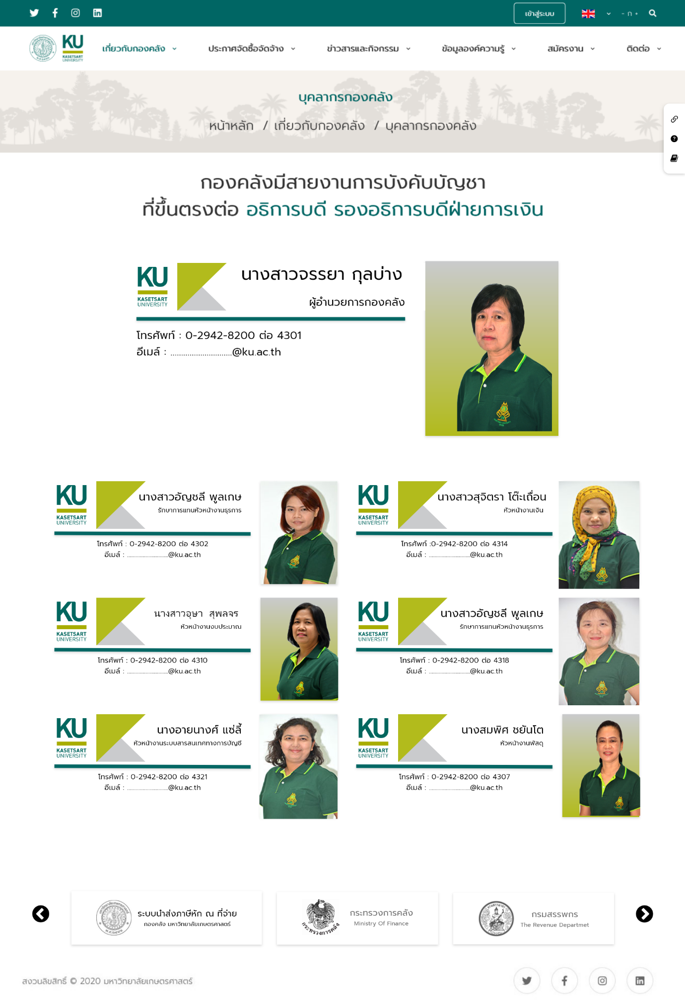 เข้าสู่ระบบ
- ก +
KU
KASETSART
UNIVERSITY
เกี่ยวกับกองคลัง
ประกาศจัดซื้อจัดจ้าง
ข่าวสารและกิจกรรม
ข้อมูลองค์ความรู้
สมัครงาน
ติดต่อ
บุคลากรกองคลัง
หน้าหลัก / เกี่ยวกับกองคลัง / บุคลากรกองคลัง
กองคลังมีสายงานการบังคับบัญชา
ที่ขึ้นตรงต่อ อธิการบดี รองอธิการบดีฝ่ายการเงิน
KU
KASETSART
UNIVERSITY
นางสาวจรรยา กุลบ่าง
ผู้อำนวยการกองคลัง
โทรศัพท์ : 0-2942-8200 ต่อ 4301
อีเมล์ : .............................@ku.ac.th
KU
KASETSART
UNIVERSITY
นางสาวอัญชลี พูลเกษ
รักษาการแทนหัวหน้างานธุรการ
โทรศัพท์ : 0-2942-8200 ต่อ 4302
อีเมล์ : .............................@ku.ac.th
KU
KASETSART
UNIVERSITY
นางสาวสุจิตรา โต๊ะเถื่อน
หัวหน้างานเงิน
โทรศัพท์ :0-2942-8200 ต่อ 4314
อีเมล์ : .............................@ku.ac.th
KU
KASETSART
UNIVERSITY
นางสาวอุษา สุพลจร
หัวหน้างานงบประมาณ
โทรศัพท์ : 0-2942-8200 ต่อ 4310
อีเมล์ : .............................@ku.ac.th
KU
KASETSART
UNIVERSITY
นางสาวอัญชลี พูลเกษ
รักษาการแทนหัวหน้างานธุรการ
โทรศัพท์ : 0-2942-8200 ต่อ 4318
อีเมล์ : .............................@ku.ac.th
KU
KASETSART
UNIVERSITY
นางอายนางศ์ แซ่ลี้
หัวหน้างานระบบสารสนเทศทางการบัญชี
โทรศัพท์ : 0-2942-8200 ต่อ 4321
อีเมล์ : .............................@ku.ac.th
KU
KASETSART
UNIVERSITY
นางสมพิศ ชยันโต
หัวหน้างานพัสดุ
โทรศัพท์ : 0-2942-8200 ต่อ 4307
อีเมล์ : .............................@ku.ac.th
ระบบนำส่งภาษีหัก ณ ที่จ่าย
กองคลัง มหาวิทยาลัยเกษตรศาสตร์
กระทรวงการคลัง
กระทรวงการคลัง
Ministry Of Finance
กรมสรรพกร
The Revenue Departmet
สงวนลิขสิทธิ์ © 2020 มหาวิทยาลัยเกษตรศาสตร์